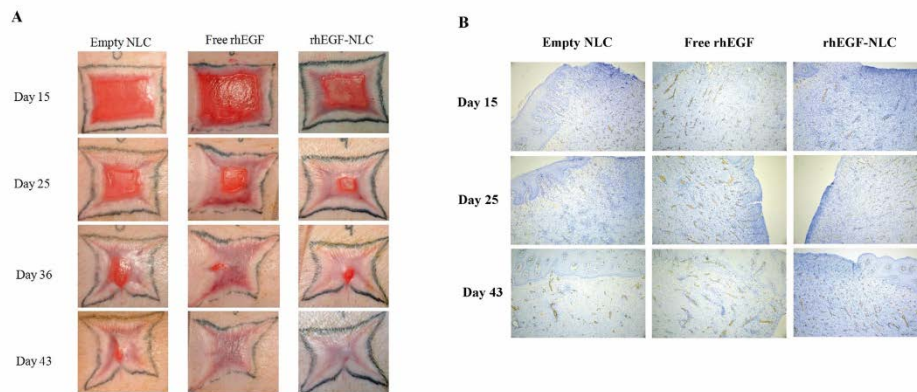 A
Empty NLC Free rhEGF rhEGF-NLC
Day 15
Day 25
Day 36
Day 43
B
Empty NLC Free rhEGF rhEGF-NLC
Day 15
Day 25
Day 43